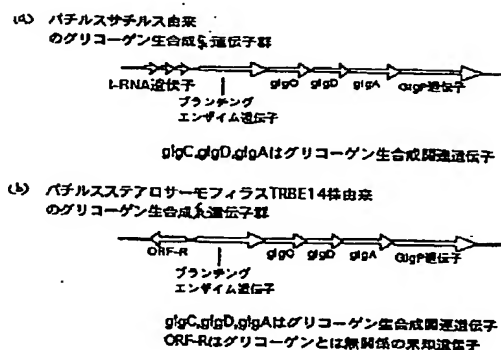 (a) バチルスサチルス由来
のグリコーゲン生合成系遺伝子群
t-RNA遺伝子
glgC glgD glgA GlgP遺伝子
ブランチング
エンザイム遺伝子
glgC,glgD,glgAはグリコーゲン生合成関連遺伝子
(b) バチルスステアロサーモフィラスTRBE14株由来
のグリコーゲン生合成系遺伝子群
ORF-R glgC glgD glgA GlgP遺伝子
ブランチング
エンザイム遺伝子
glgC,glgD,glgAはグリコーゲン生合成関連遺伝子
ORF-Rはグリコーゲンとは無関係の未知遺伝子